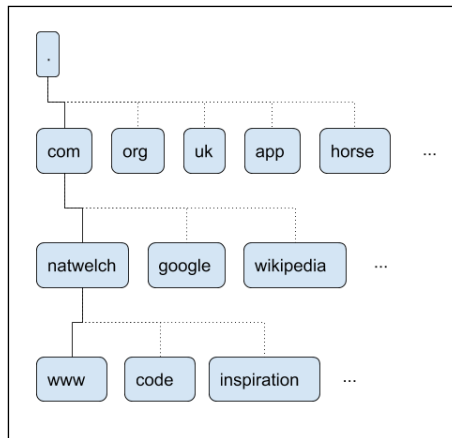 .
com org uk app horse ...
natwelch google wikipedia ...
www code inspiration ...